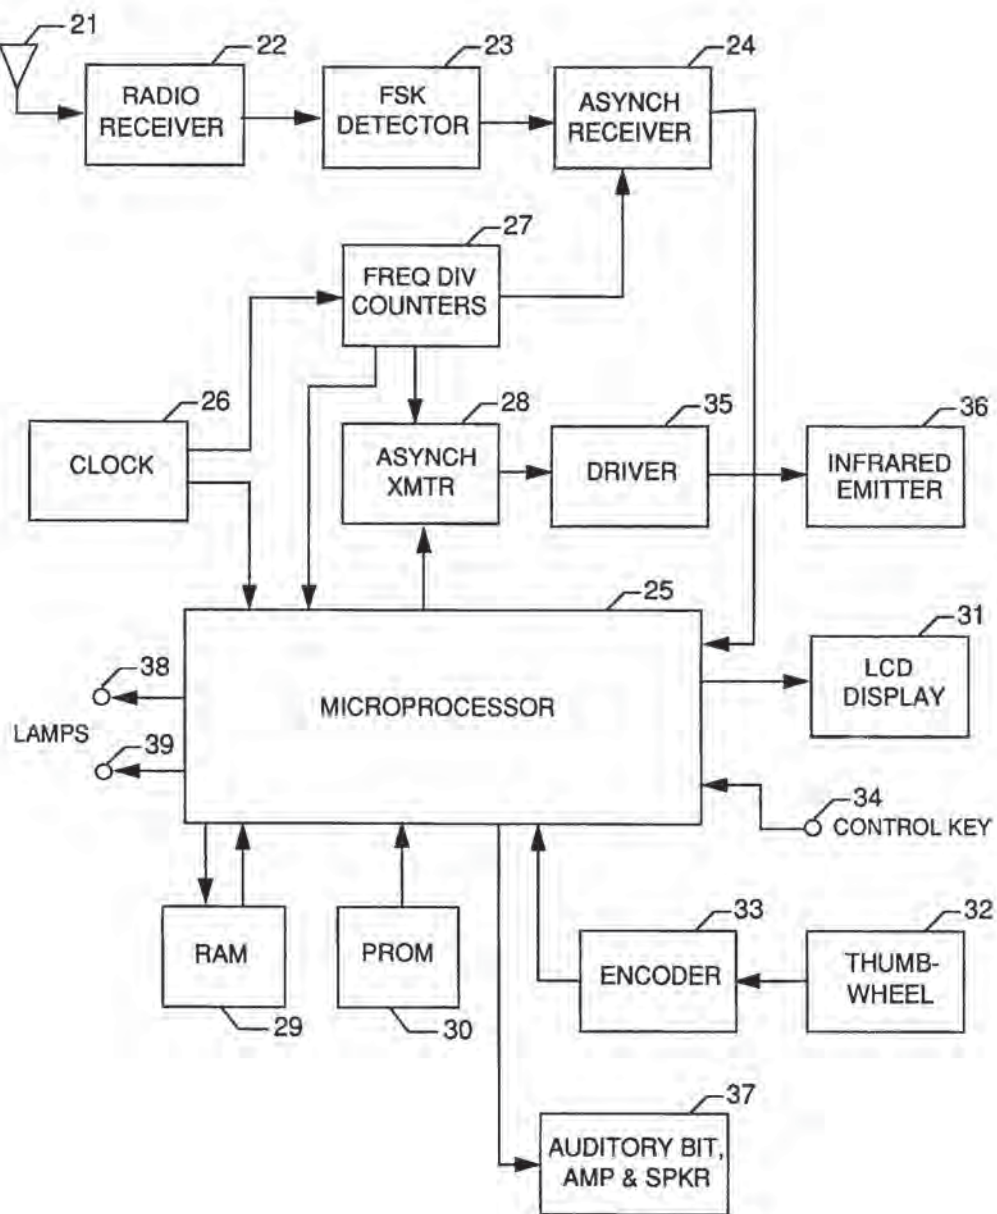 21
22
RADIO
RECEIVER
23
FSK
DETECTOR
24
ASYNCH
RECEIVER
27
FREQ DIV
COUNTERS
26
CLOCK
28
ASYNCH
XMTR
35
DRIVER
36
INFRARED
EMITTER
25
MICROPROCESSOR
31
LCD
DISPLAY
38
LAMPS
39
34
CONTROL KEY
RAM
29
PROM
30
33
ENCODER
32
THUMB-
WHEEL
37
AUDITORY BIT,
AMP & SPKR